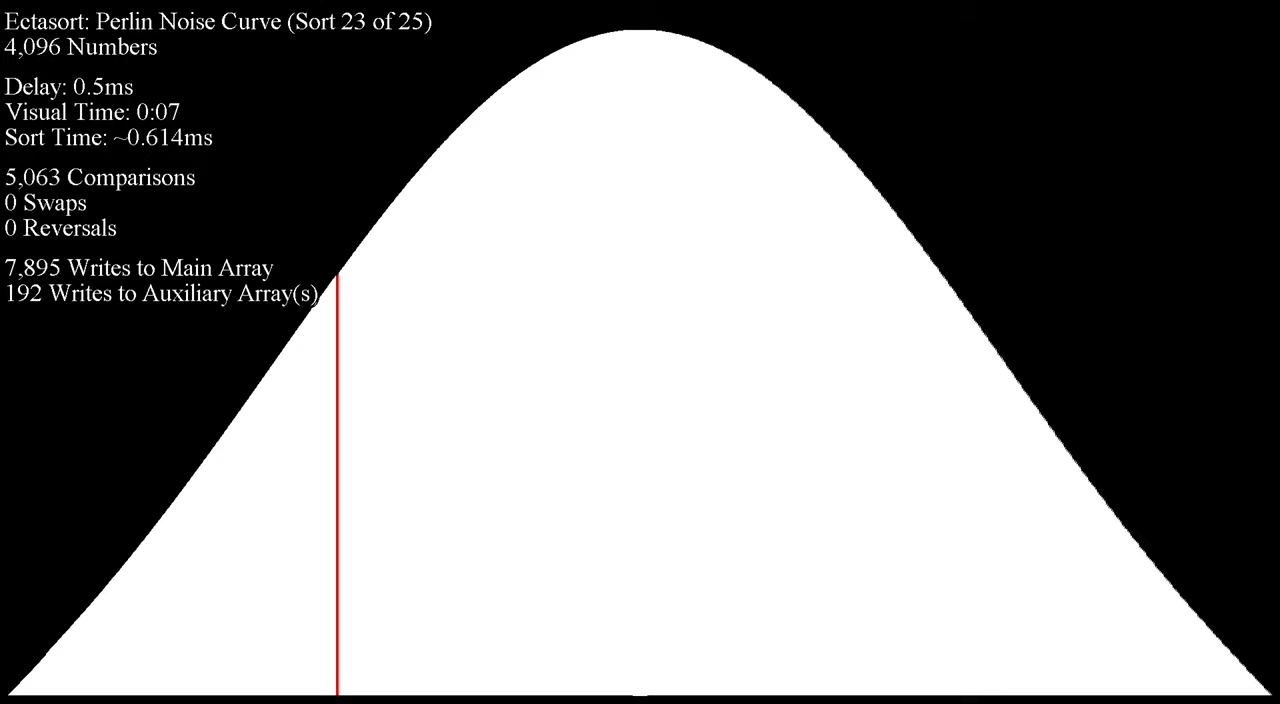 Ectasort: Perlin Noise Curve (Sort 23 of 25)
4,096 Numbers
Delay: 0.5ms
Visual Time: 0:07
Sort Time: ~0.614ms
5,063 Comparisons
0 Swaps
0 Reversals
7,895 Writes to Main Array
192 Writes to Auxiliary Array(s)